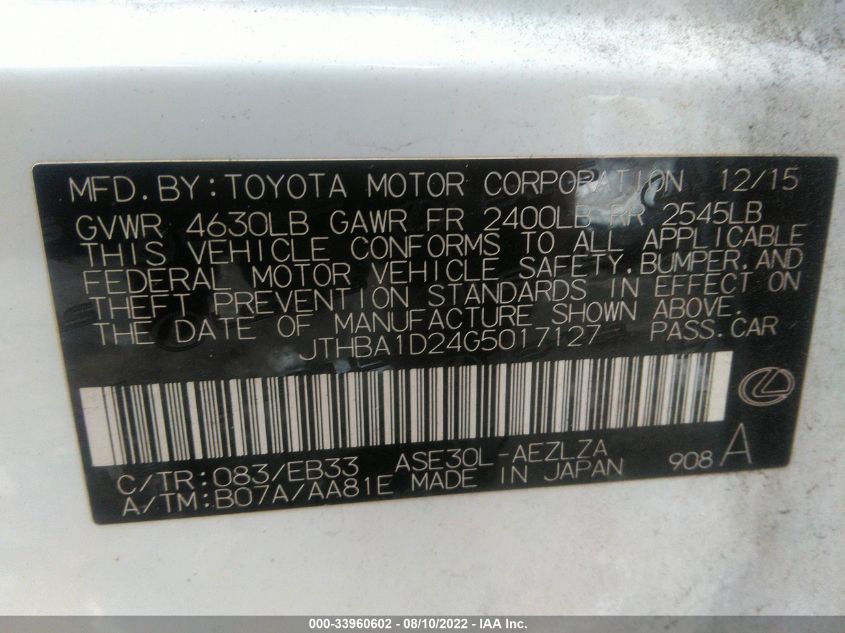 MFD. BY: TOYOTA MOTOR CORPORATION 12/15
GVWR 4630LB GAWR FR 2400LB RR 2545LB
THIS VEHICLE CONFORMS TO ALL APPLICABLE
FEDERAL MOTOR VEHICLE SAFETY, BUMPER, AND
THEFT PREVENTION STANDARDS IN EFFECT ON
THE DATE OF MANUFACTURE SHOWN ABOVE.
JTHBA1D24G5017127 PASS. CAR
C/TR: 083/EB33 ASE30L-AEZLZA
A/TM: B07A/AA81E MADE IN JAPAN 908 A
000-33960602 - 08/10/2022 - IAA Inc.